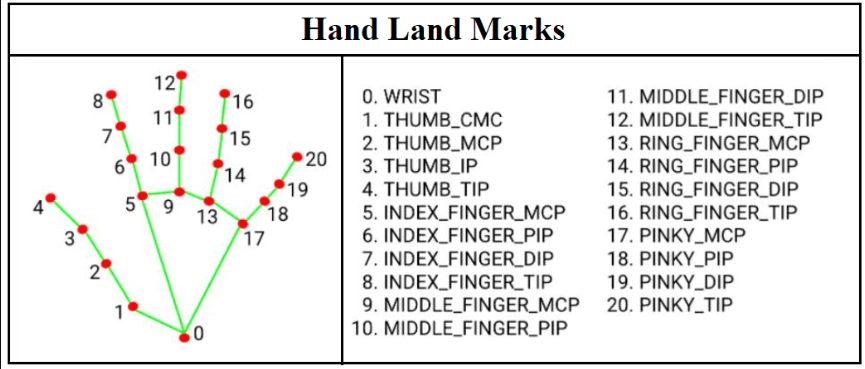 Hand Land Marks
12
8
16
11
7
15
10
6
14
20
19
5
9
13
18
4
17
3
2
1
0
0. WRIST
1. THUMB_CMC
2. THUMB_MCP
3. THUMB_IP
4. THUMB_TIP
5. INDEX_FINGER_MCP
6. INDEX_FINGER_PIP
7. INDEX_FINGER_DIP
8. INDEX_FINGER_TIP
9. MIDDLE_FINGER_MCP
10. MIDDLE_FINGER_PIP
11. MIDDLE_FINGER_DIP
12. MIDDLE_FINGER_TIP
13. RING_FINGER_MCP
14. RING_FINGER_PIP
15. RING_FINGER_DIP
16. RING_FINGER_TIP
17. PINKY_MCP
18. PINKY_PIP
19. PINKY_DIP
20. PINKY_TIP